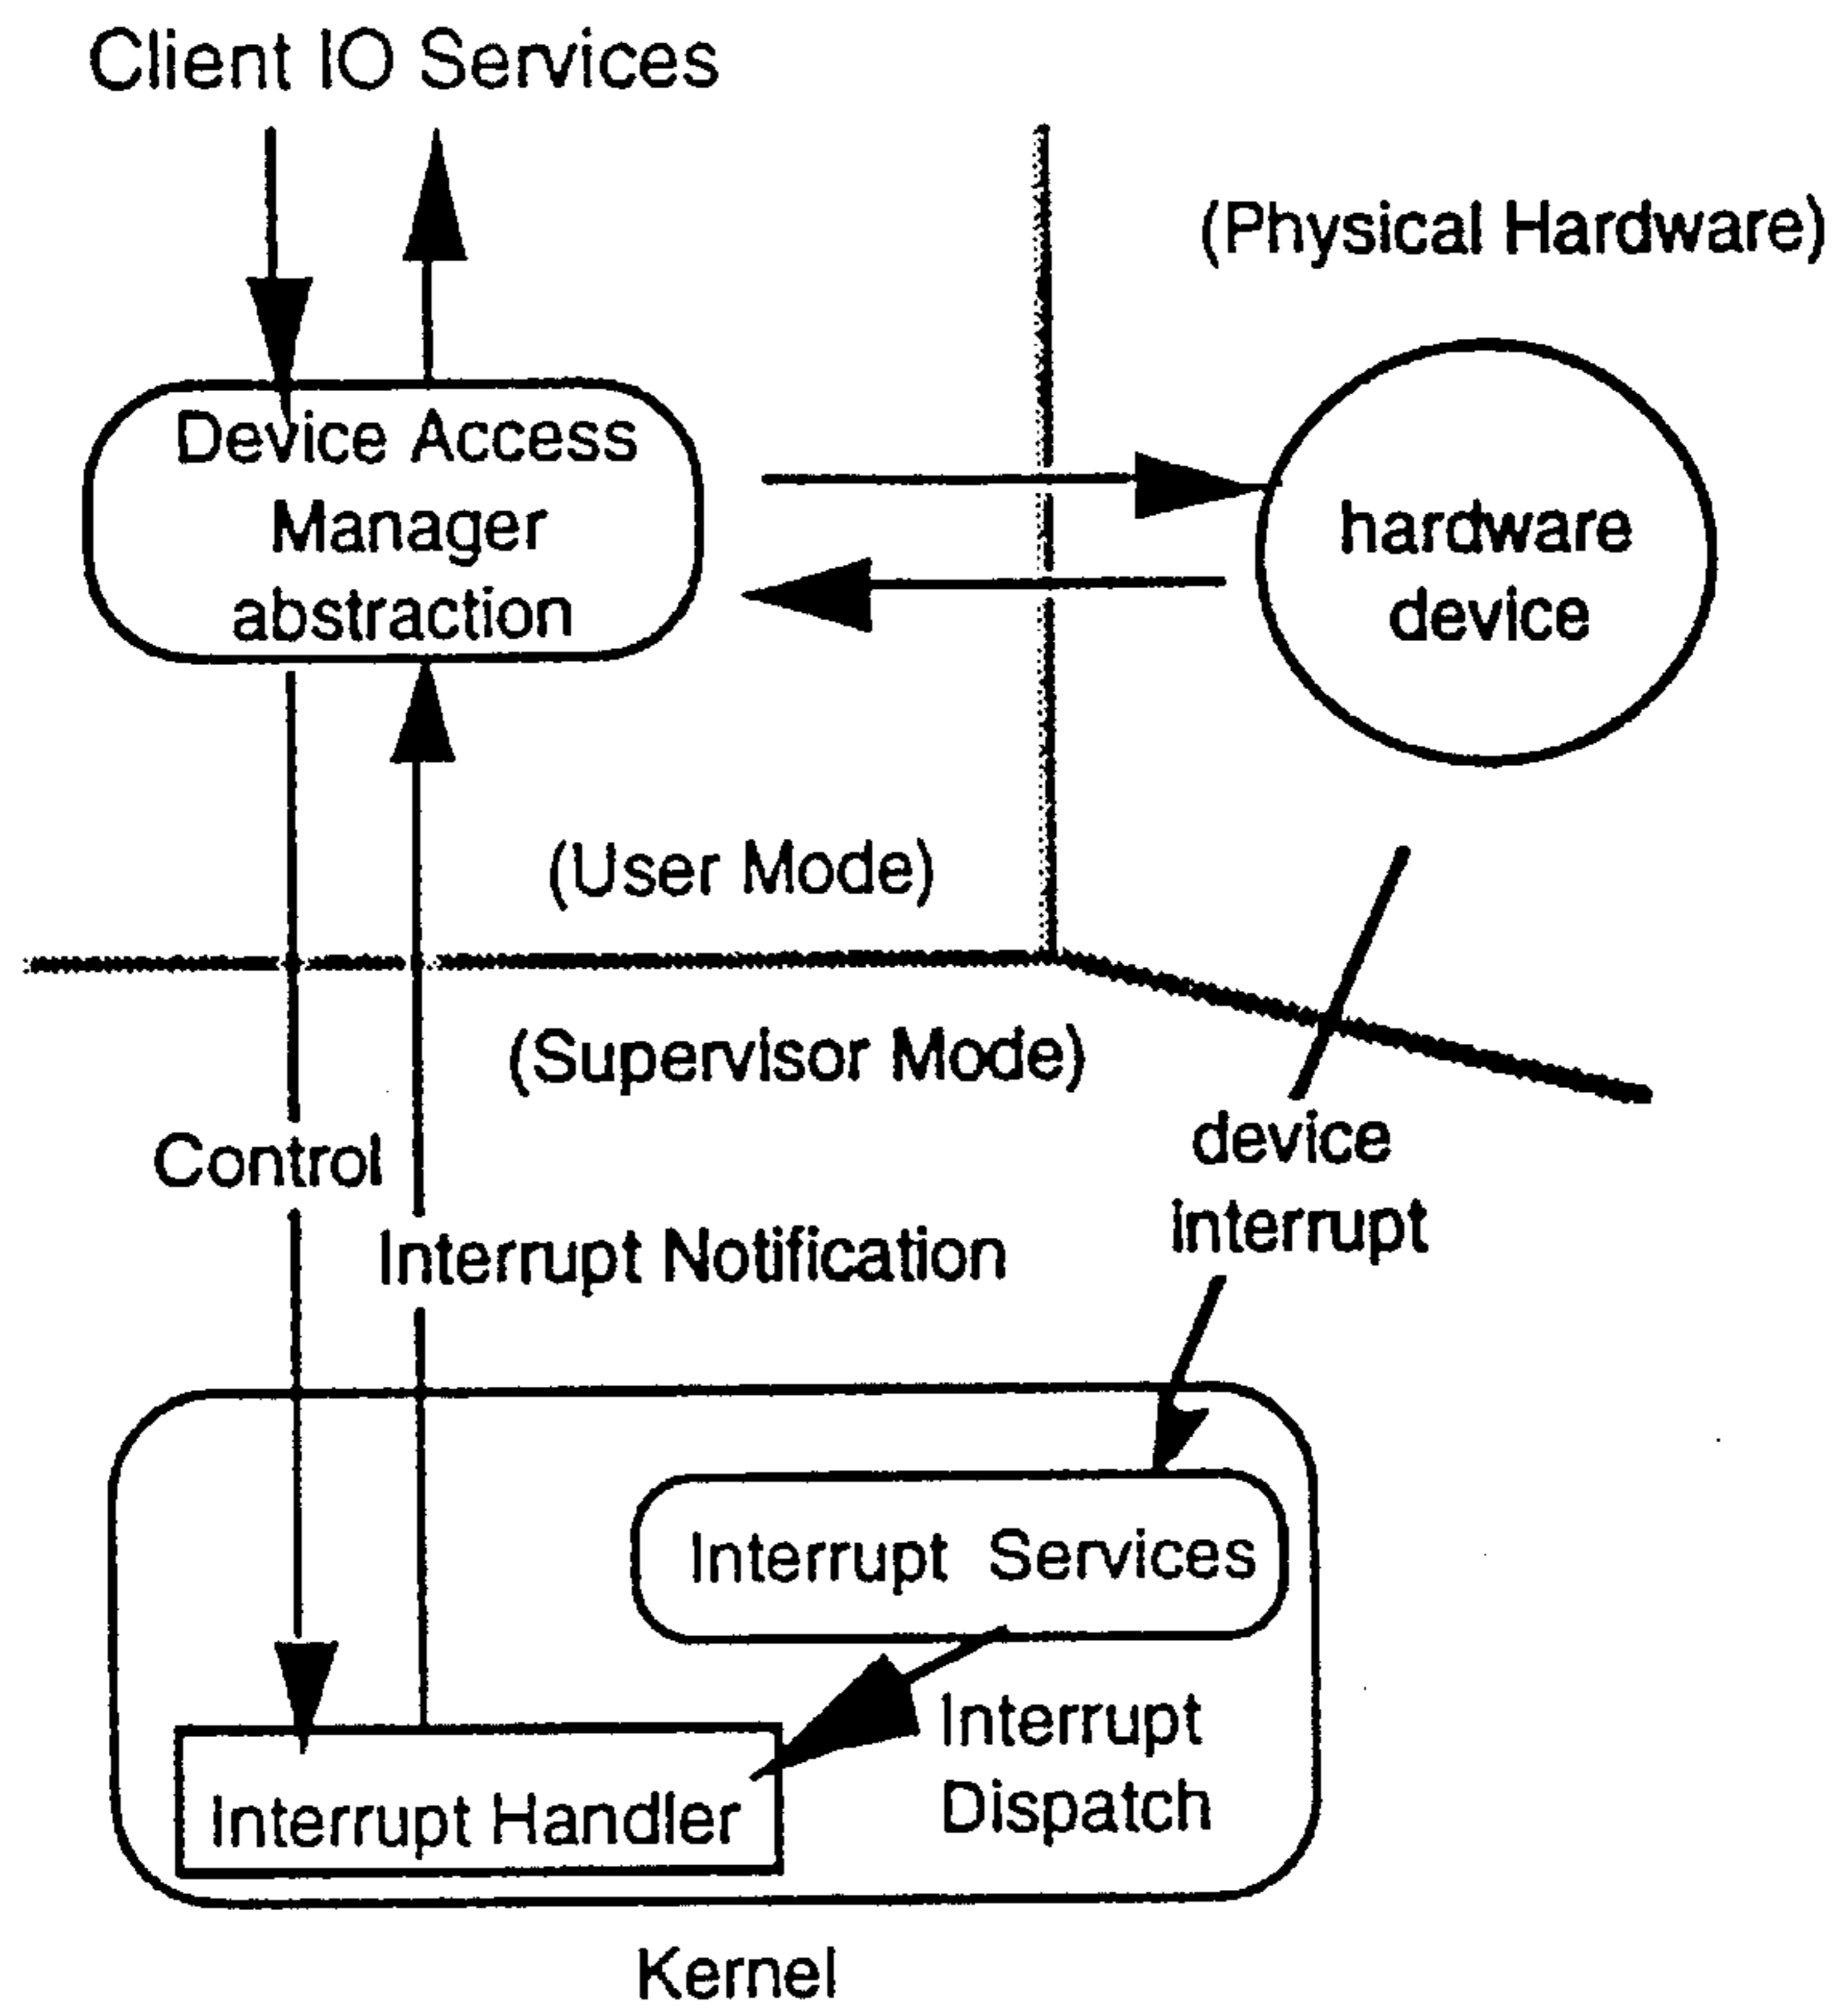 Client IO Services
(Physical Hardware)
Device Access
Manager
abstraction
hardware
device
(User Mode)
(Supervisor Mode)
Control
device
interrupt
Interrupt Notification
Interrupt Services
Interrupt
Dispatch
Interrupt Handler
Kernel